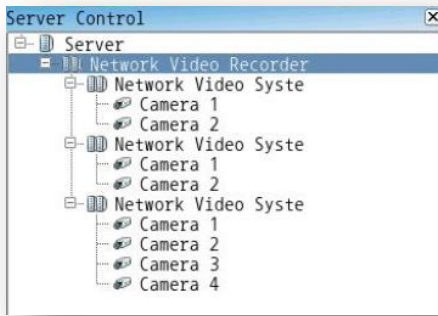 Server Control
Server
Network Video Recorder
Network Video Syste
Camera 1
Camera 2
Network Video Syste
Camera 1
Camera 2
Network Video Syste
Camera 1
Camera 2
Camera 3
Camera 4